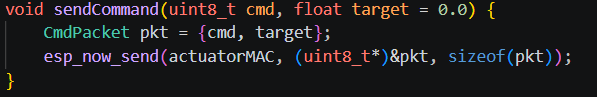 void sendCommand(uint8_t cmd, float target = 0.0) {
    CmdPacket pkt = {cmd, target};
    esp_now_send(actuatorMAC, (uint8_t*)&pkt, sizeof(pkt));
}